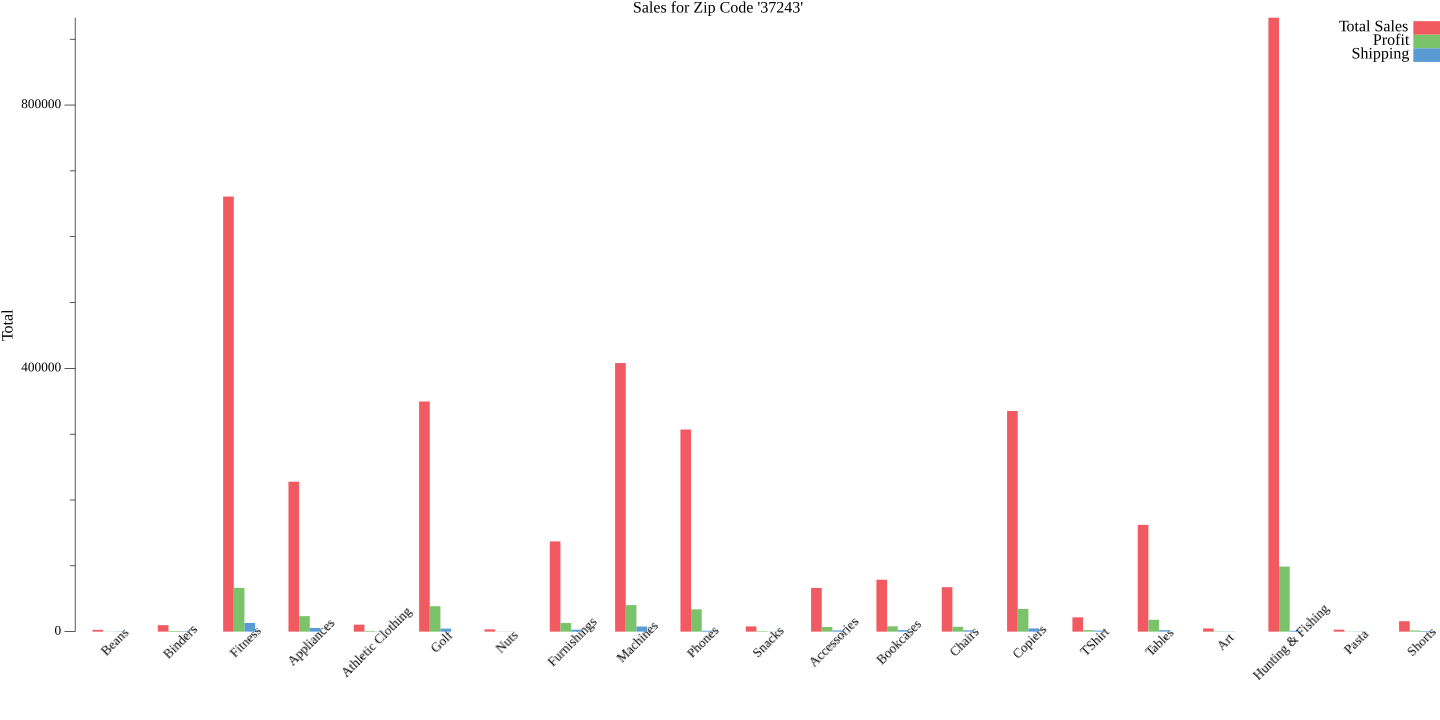 Sales for Zip Code '37243'
Total Sales
Profit
Shipping
800000
400000
0
Total
Beans
Binders
Fitness
Appliances
Athletic Clothing
Golf
Nuts
Furnishings
Machines
Phones
Snacks
Accessories
Bookcases
Chairs
Copiers
TShirt
Tables
Art
Hunting & Fishing
Pasta
Shorts